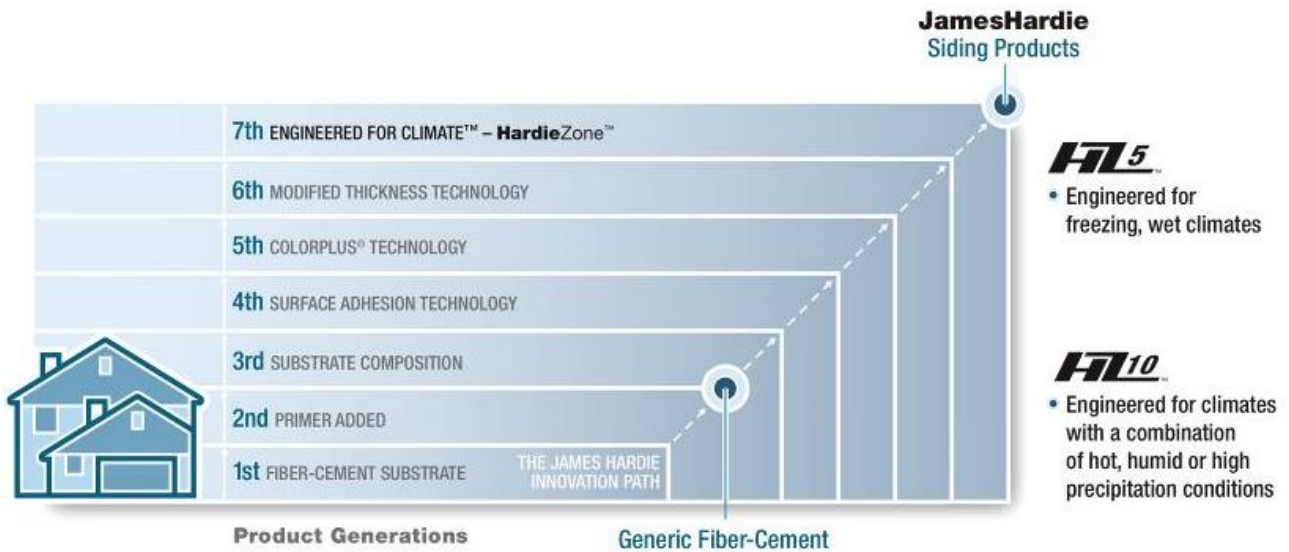 JamesHardie
Siding Products
7th ENGINEERED FOR CLIMATE™ – HardieZone™
6th MODIFIED THICKNESS TECHNOLOGY
5th COLORPLUS® TECHNOLOGY
4th SURFACE ADHESION TECHNOLOGY
3rd SUBSTRATE COMPOSITION
2nd PRIMER ADDED
1st FIBER-CEMENT SUBSTRATE
THE JAMES HARDIE
INNOVATION PATH
Product Generations
Generic Fiber-Cement
HZ5™
• Engineered for
freezing, wet climates
HZ10™
• Engineered for climates
with a combination
of hot, humid or high
precipitation conditions